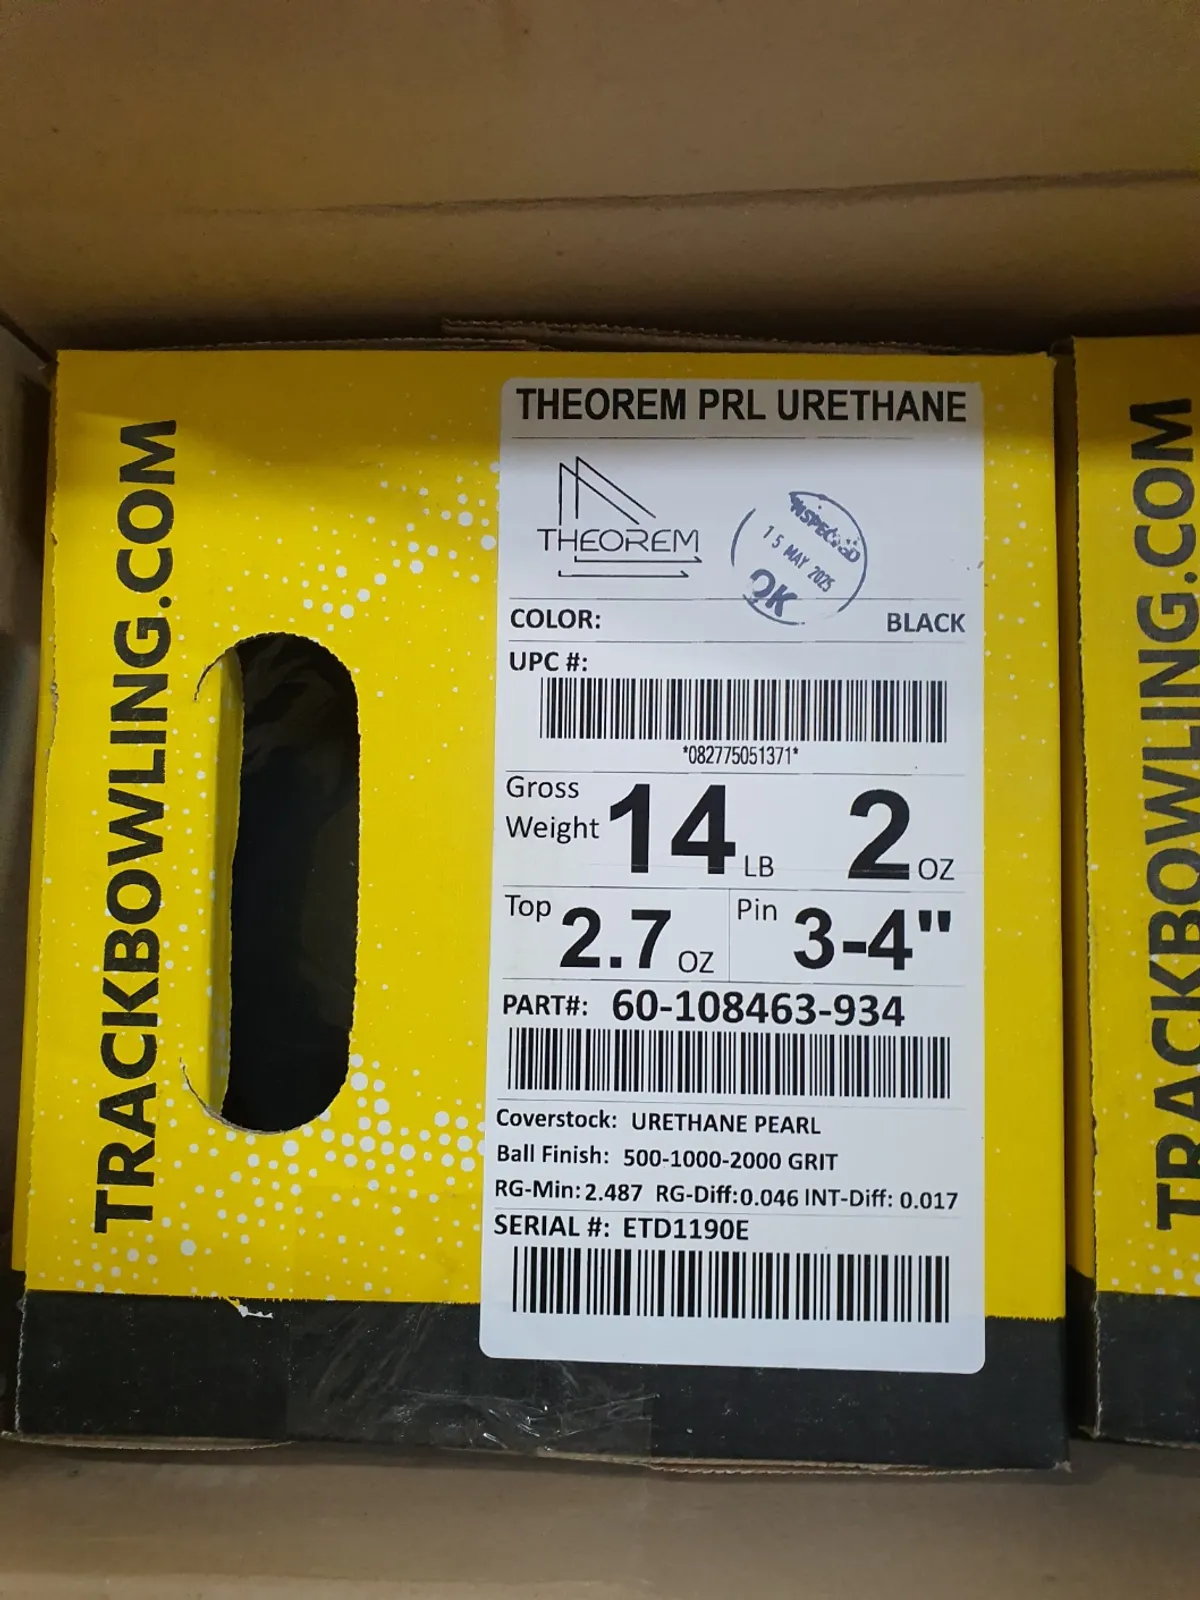 TRACKBOWLING.COM
THEOREM PRL URETHANE
THEOREM
INSPECTED
15 MAY 2025
OK
COLOR: BLACK
UPC #:
*082775051371*
Gross Weight 14 LB 2 OZ
Top 2.7 OZ Pin 3-4"
PART#: 60-108463-934
Coverstock: URETHANE PEARL
Ball Finish: 500-1000-2000 GRIT
RG-Min: 2.487 RG-Diff: 0.046 INT-Diff: 0.017
SERIAL #: ETD1190E
TRACKBOWLING.COM